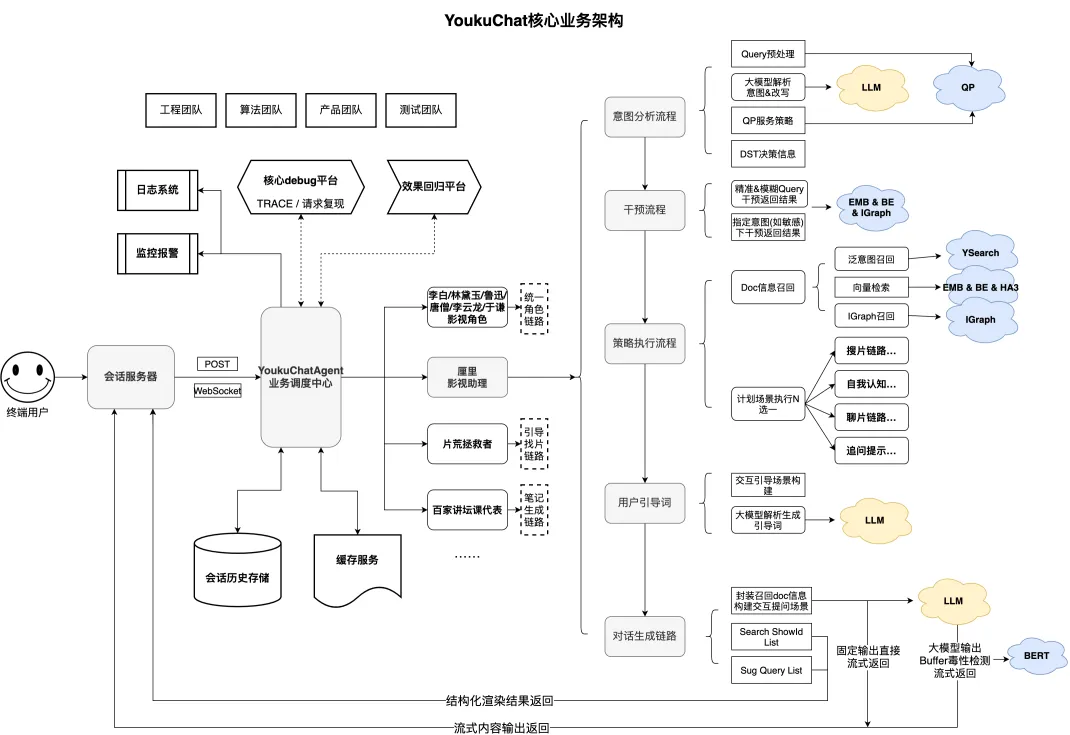 YoukuChat核心业务架构
工程团队
算法团队
产品团队
测试团队
日志系统
监控报警
核心debug平台
TRACE / 请求复现
效果回归平台
终端用户
会话服务器
POST
WebSocket
YoukuChatAgent
业务调度中心
会话历史存储
缓存服务
李白/林黛玉/鲁迅/
唐僧/李云龙/于谦
影视角色
统一
角色
链路
厘里
影视助理
片荒拯救者
引导
找片
链路
百家讲坛课代表
笔记
生成
链路
……
意图分析流程
Query预处理
大模型解析
意图&改写
QP服务策略
DST决策信息
LLM
QP
干预流程
精准&模糊Query
干预返回结果
指定意图(如敏感)
下干预返回结果
EMB & BE
& IGraph
策略执行流程
Doc信息召回
泛意图召回
向量检索
IGraph召回
YSearch
EMB & BE & HA3
IGraph
计划场景执行N
选一
搜片链路...
自我认知...
聊片链路...
追问提示...
用户引导词
交互引导场景构
建
大模型解析生成
引导词
LLM
对话生成链路
封装召回doc信息
构建交互提问场景
Search ShowId
List
Sug Query List
LLM
固定输出直接
流式返回
大模型输出
Buffer毒性检测
流式返回
BERT
结构化渲染结果返回
流式内容输出返回